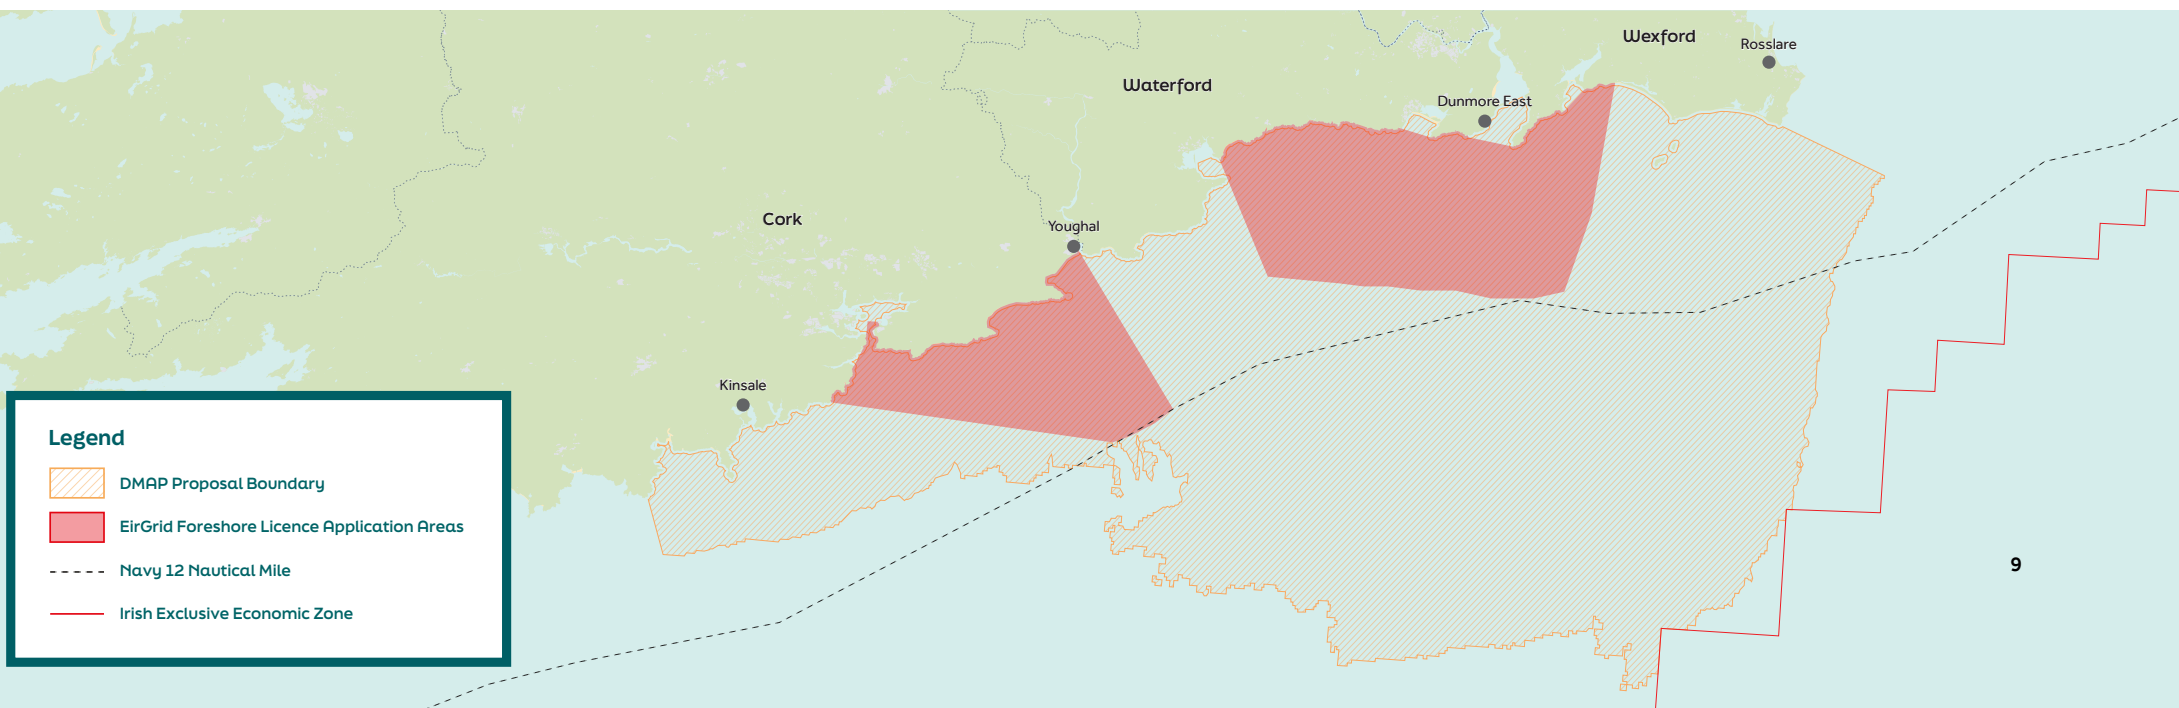 Wexford
Rosslare
Waterford
Dunmore East
Cork
Youghal
Kinsale
Legend
DMAP Proposal Boundary
EirGrid Foreshore Licence Application Areas
Navy 12 Nautical Mile
Irish Exclusive Economic Zone
9